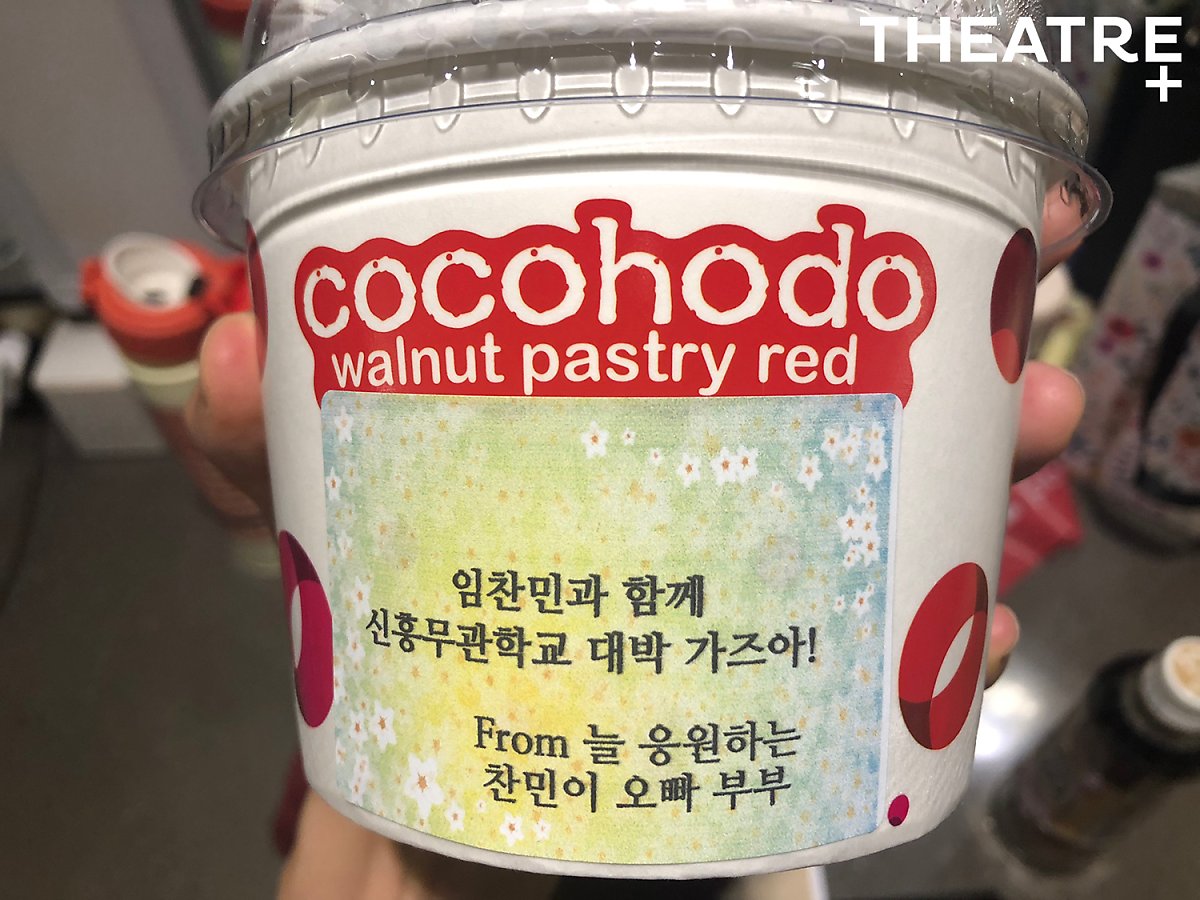 THEATRE+
cocohodo
walnut pastry red
임찬민과 함께
신흥무관학교 대박 가즈아!
From 늘 응원하는
찬민이 오빠 부부